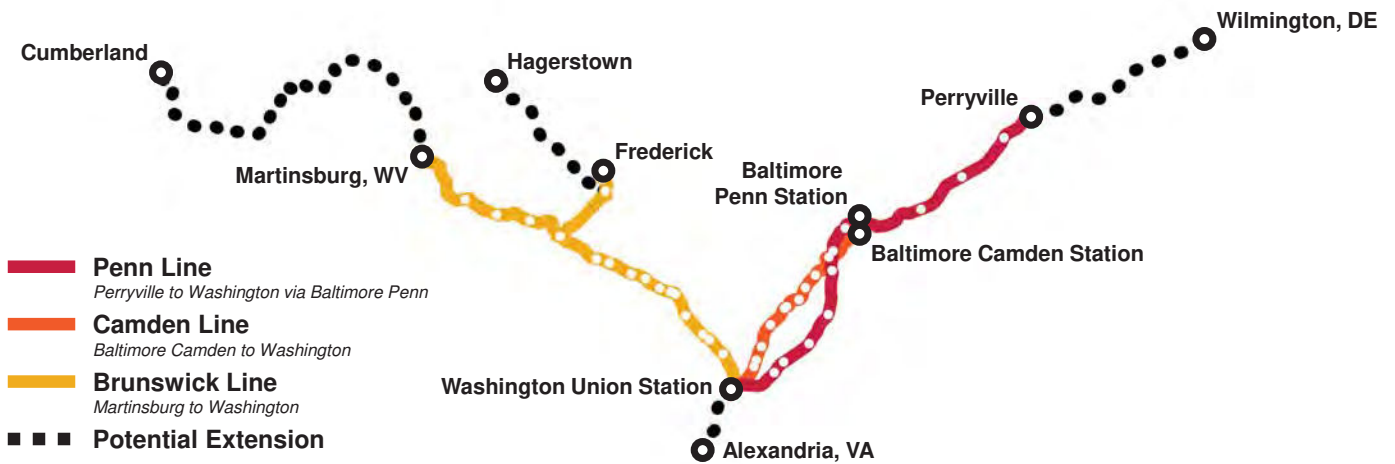 Cumberland
Hagerstown
Wilmington, DE
Perryville
Martinsburg, WV
Frederick
Baltimore
Penn Station
Baltimore Camden Station
Penn Line
Perryville to Washington via Baltimore Penn
Camden Line
Baltimore Camden to Washington
Brunswick Line
Martinsburg to Washington
Potential Extension
Washington Union Station
Alexandria, VA